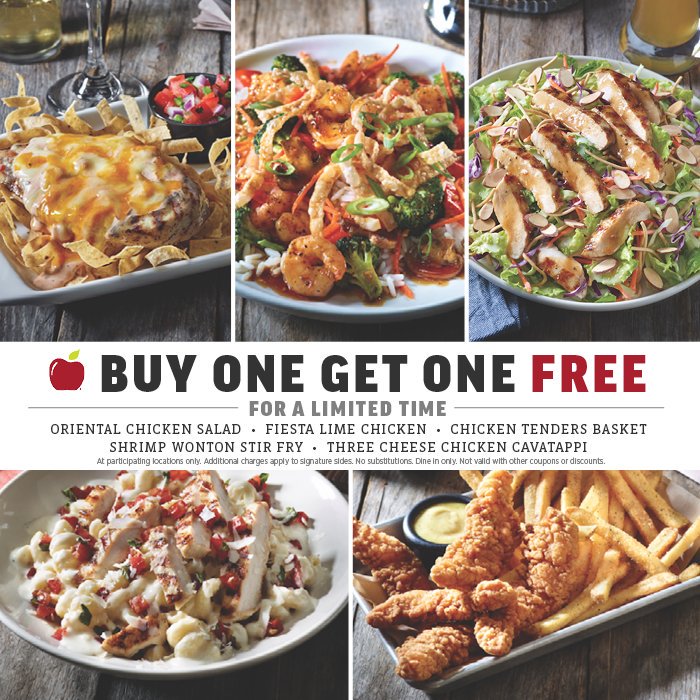 BUY ONE GET ONE FREE
FOR A LIMITED TIME
ORIENTAL CHICKEN SALAD • FIESTA LIME CHICKEN • CHICKEN TENDERS BASKET
SHRIMP WONTON STIR FRY • THREE CHEESE CHICKEN CAVATAPPI
At participating locations only. Additional charges apply to signature sides. No substitutions. Dine in only. Not valid with other coupons or discounts.